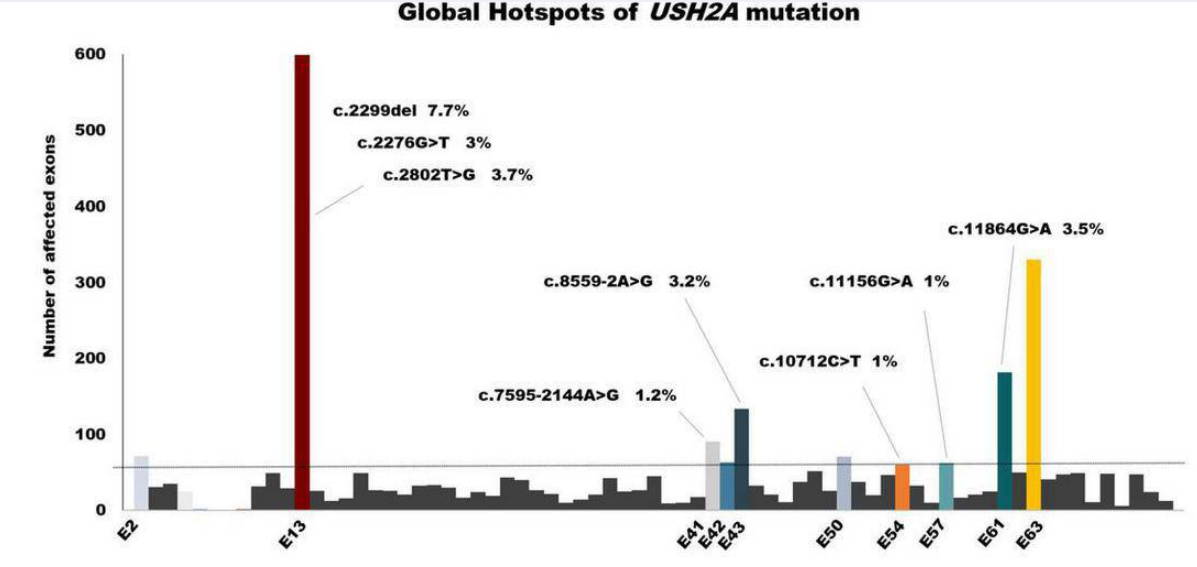 Global Hotspots of USH2A mutation
600
500
400
300
200
100
0
Number of affected exons
c.2299del 7.7%
c.2276G>T 3%
c.2802T>G 3.7%
c.11864G>A 3.5%
c.8559-2A>G 3.2%
c.11156G>A 1%
c.10712C>T 1%
c.7595-2144A>G 1.2%
E2
E13
E41
E42
E43
E50
E54
E57
E61
E63